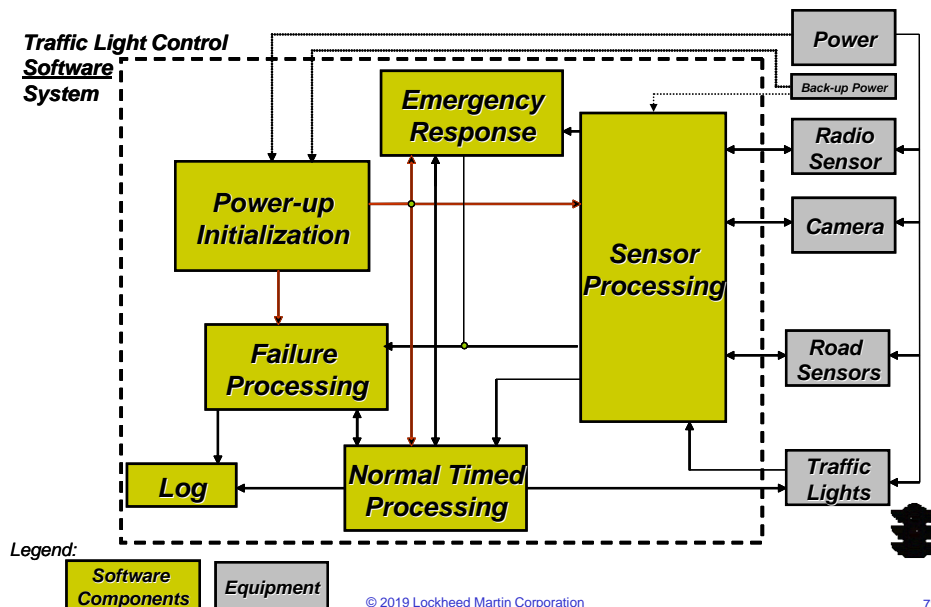 Traffic Light Control
Software
System
Power
Back-up Power
Emergency
Response
Radio
Sensor
Power-up
Initialization
Camera
Sensor
Processing
Failure
Processing
Road
Sensors
Normal Timed
Processing
Traffic
Lights
Log
Legend:
Software
Components
Equipment
© 2019 Lockheed Martin Corporation
7